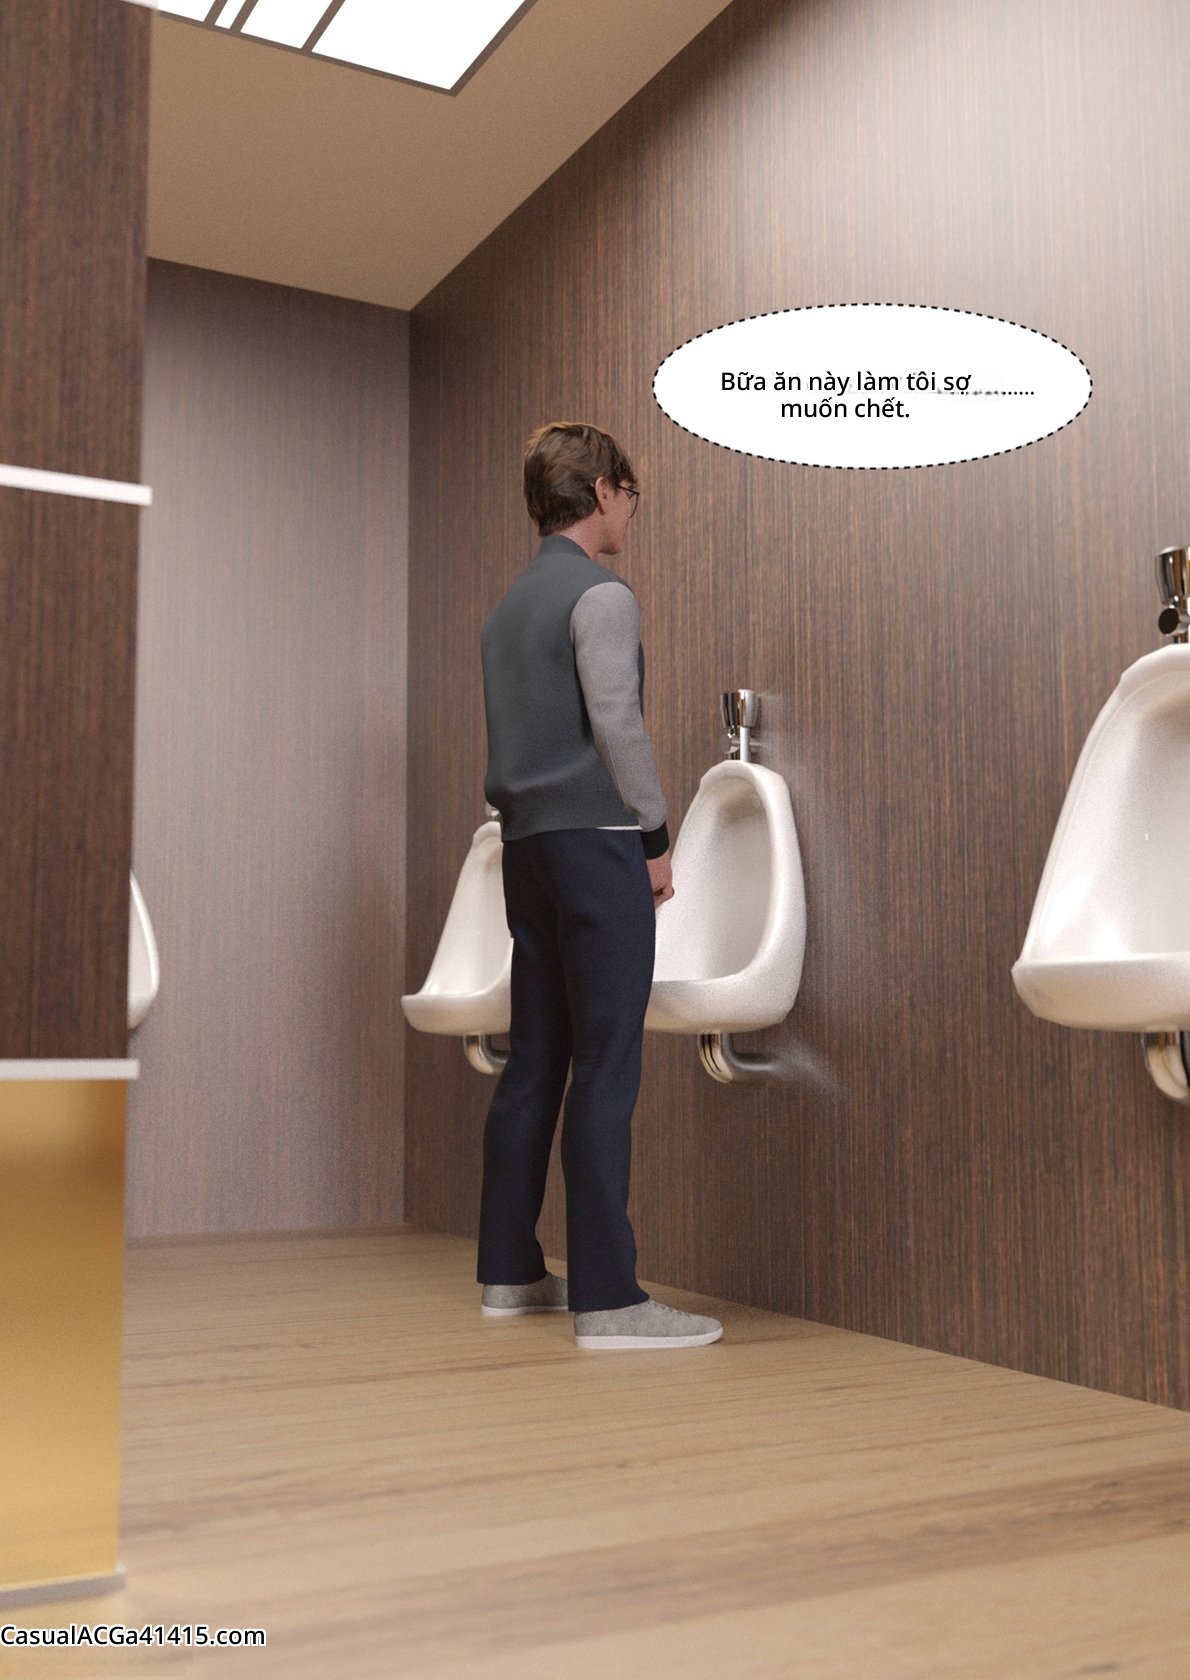 Bữa ăn này làm tôi sợ...........
muốn chết.
CasualACGa41415.com